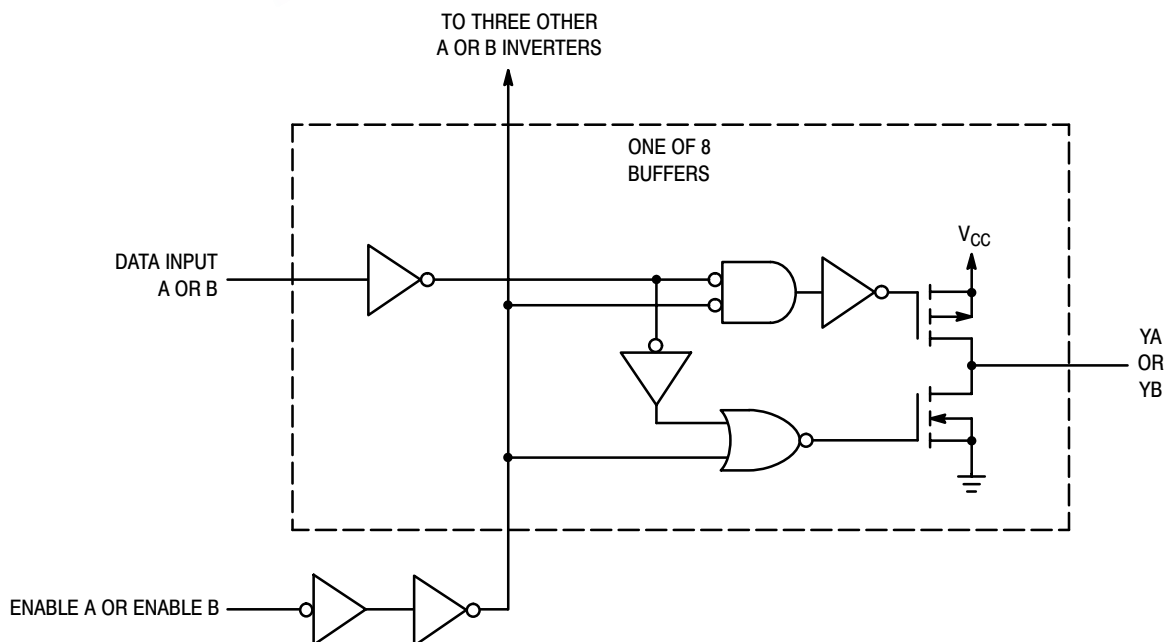 TO THREE OTHER
A OR B INVERTERS
ONE OF 8
BUFFERS
DATA INPUT
A OR B
VCC
YA
OR
YB
ENABLE A OR ENABLE B